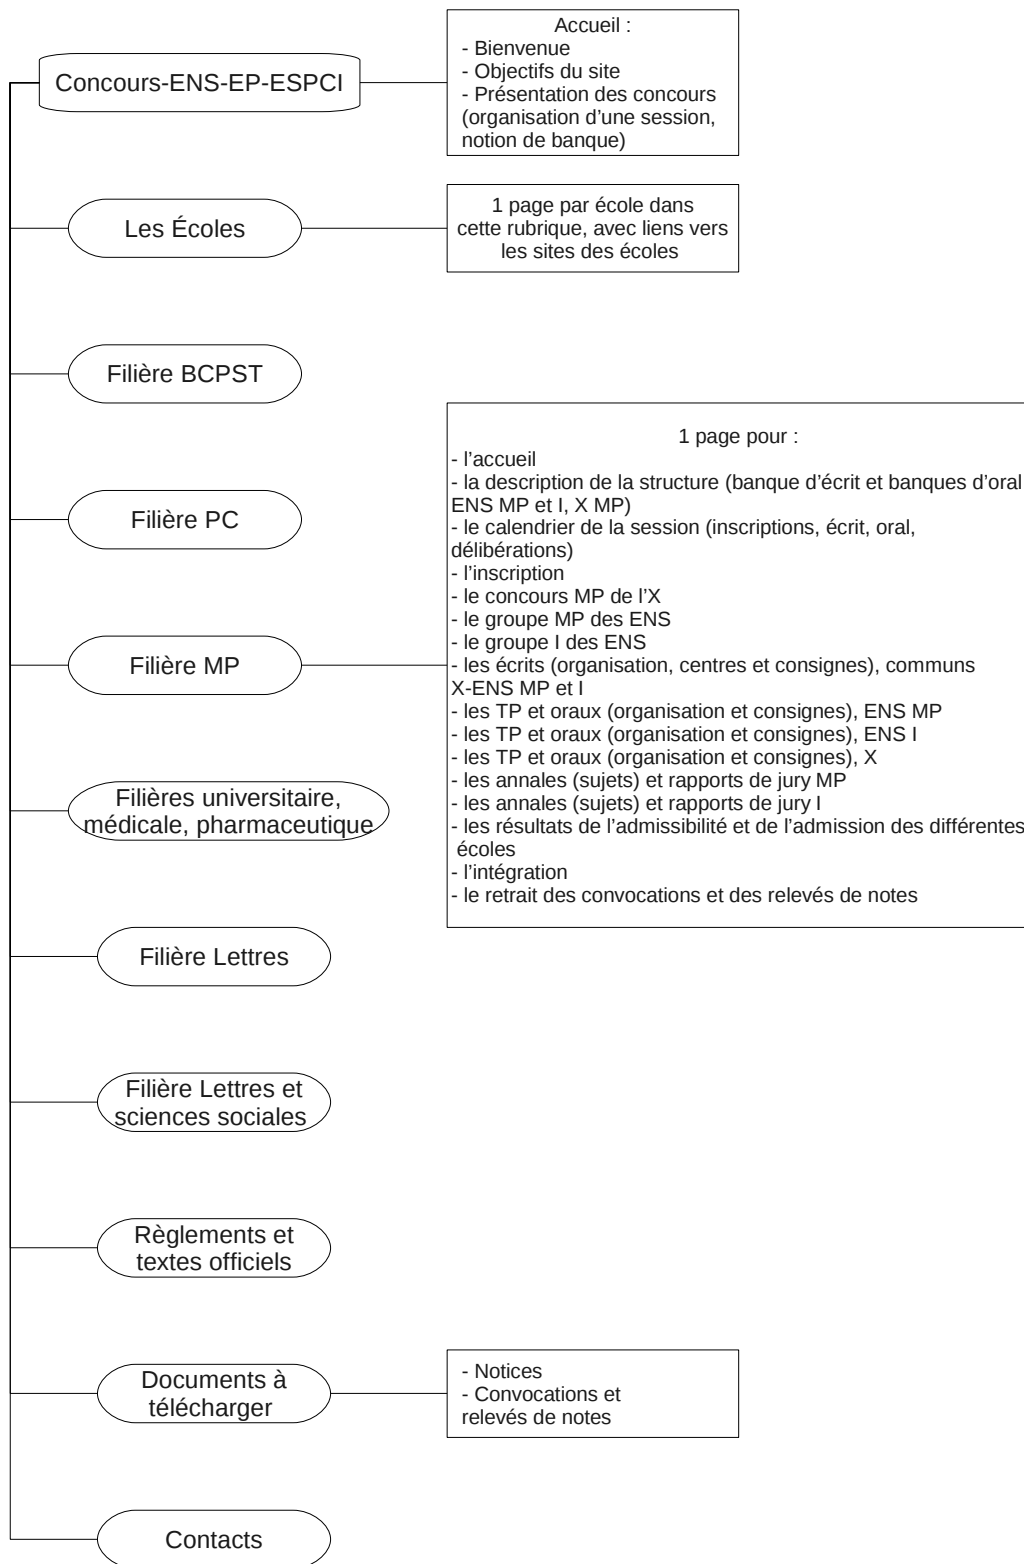 Concours-ENS-EP-ESPCI
Accueil :
- Bienvenue
- Objectifs du site
- Présentation des concours
(organisation d’une session,
notion de banque)
Les Écoles
1 page par école dans
cette rubrique, avec liens vers
les sites des écoles
Filière BCPST
Filière PC
Filière MP
1 page pour :
- l’accueil
- la description de la structure (banque d’écrit et banques d’oral
ENS MP et I, X MP)
- le calendrier de la session (inscriptions, écrit, oral,
délibérations)
- l’inscription
- le concours MP de l’X
- le groupe MP des ENS
- le groupe I des ENS
- les écrits (organisation, centres et consignes), communs
X-ENS MP et I
- les TP et oraux (organisation et consignes), ENS MP
- les TP et oraux (organisation et consignes), ENS I
- les TP et oraux (organisation et consignes), X
- les annales (sujets) et rapports de jury MP
- les annales (sujets) et rapports de jury I
- les résultats de l’admissibilité et de l’admission des différentes
écoles
- l’intégration
- le retrait des convocations et des relevés de notes
Filières universitaire,
médicale, pharmaceutique
Filière Lettres
Filière Lettres et
sciences sociales
Règlements et
textes officiels
Documents à
télécharger
- Notices
- Convocations et
relevés de notes
Contacts